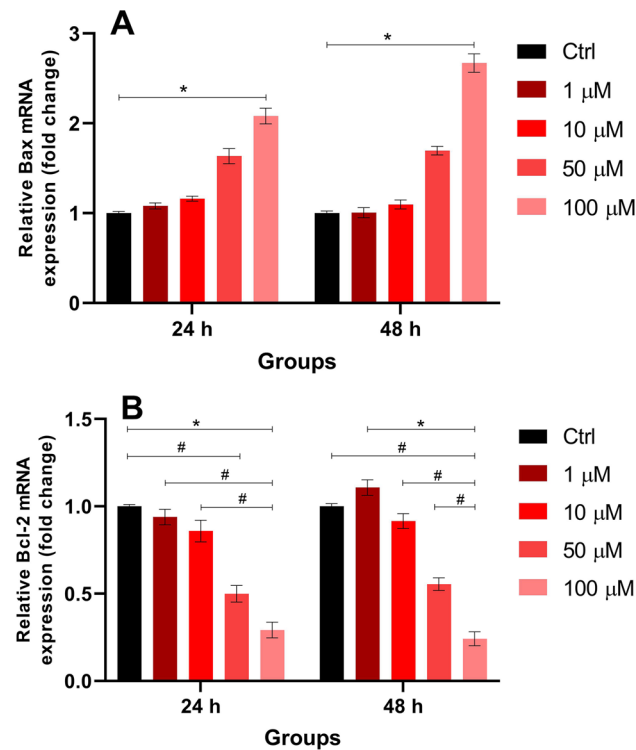 A
Relative Bax mRNA
expression (fold change)
3
2
1
0
*
*
24 h
48 h
Groups
Ctrl
1 μM
10 μM
50 μM
100 μM
B
Relative Bcl-2 mRNA
expression (fold change)
1.5
1.0
0.5
0.0
*
#
#
#
*
#
#
#
24 h
48 h
Groups
Ctrl
1 μM
10 μM
50 μM
100 μM